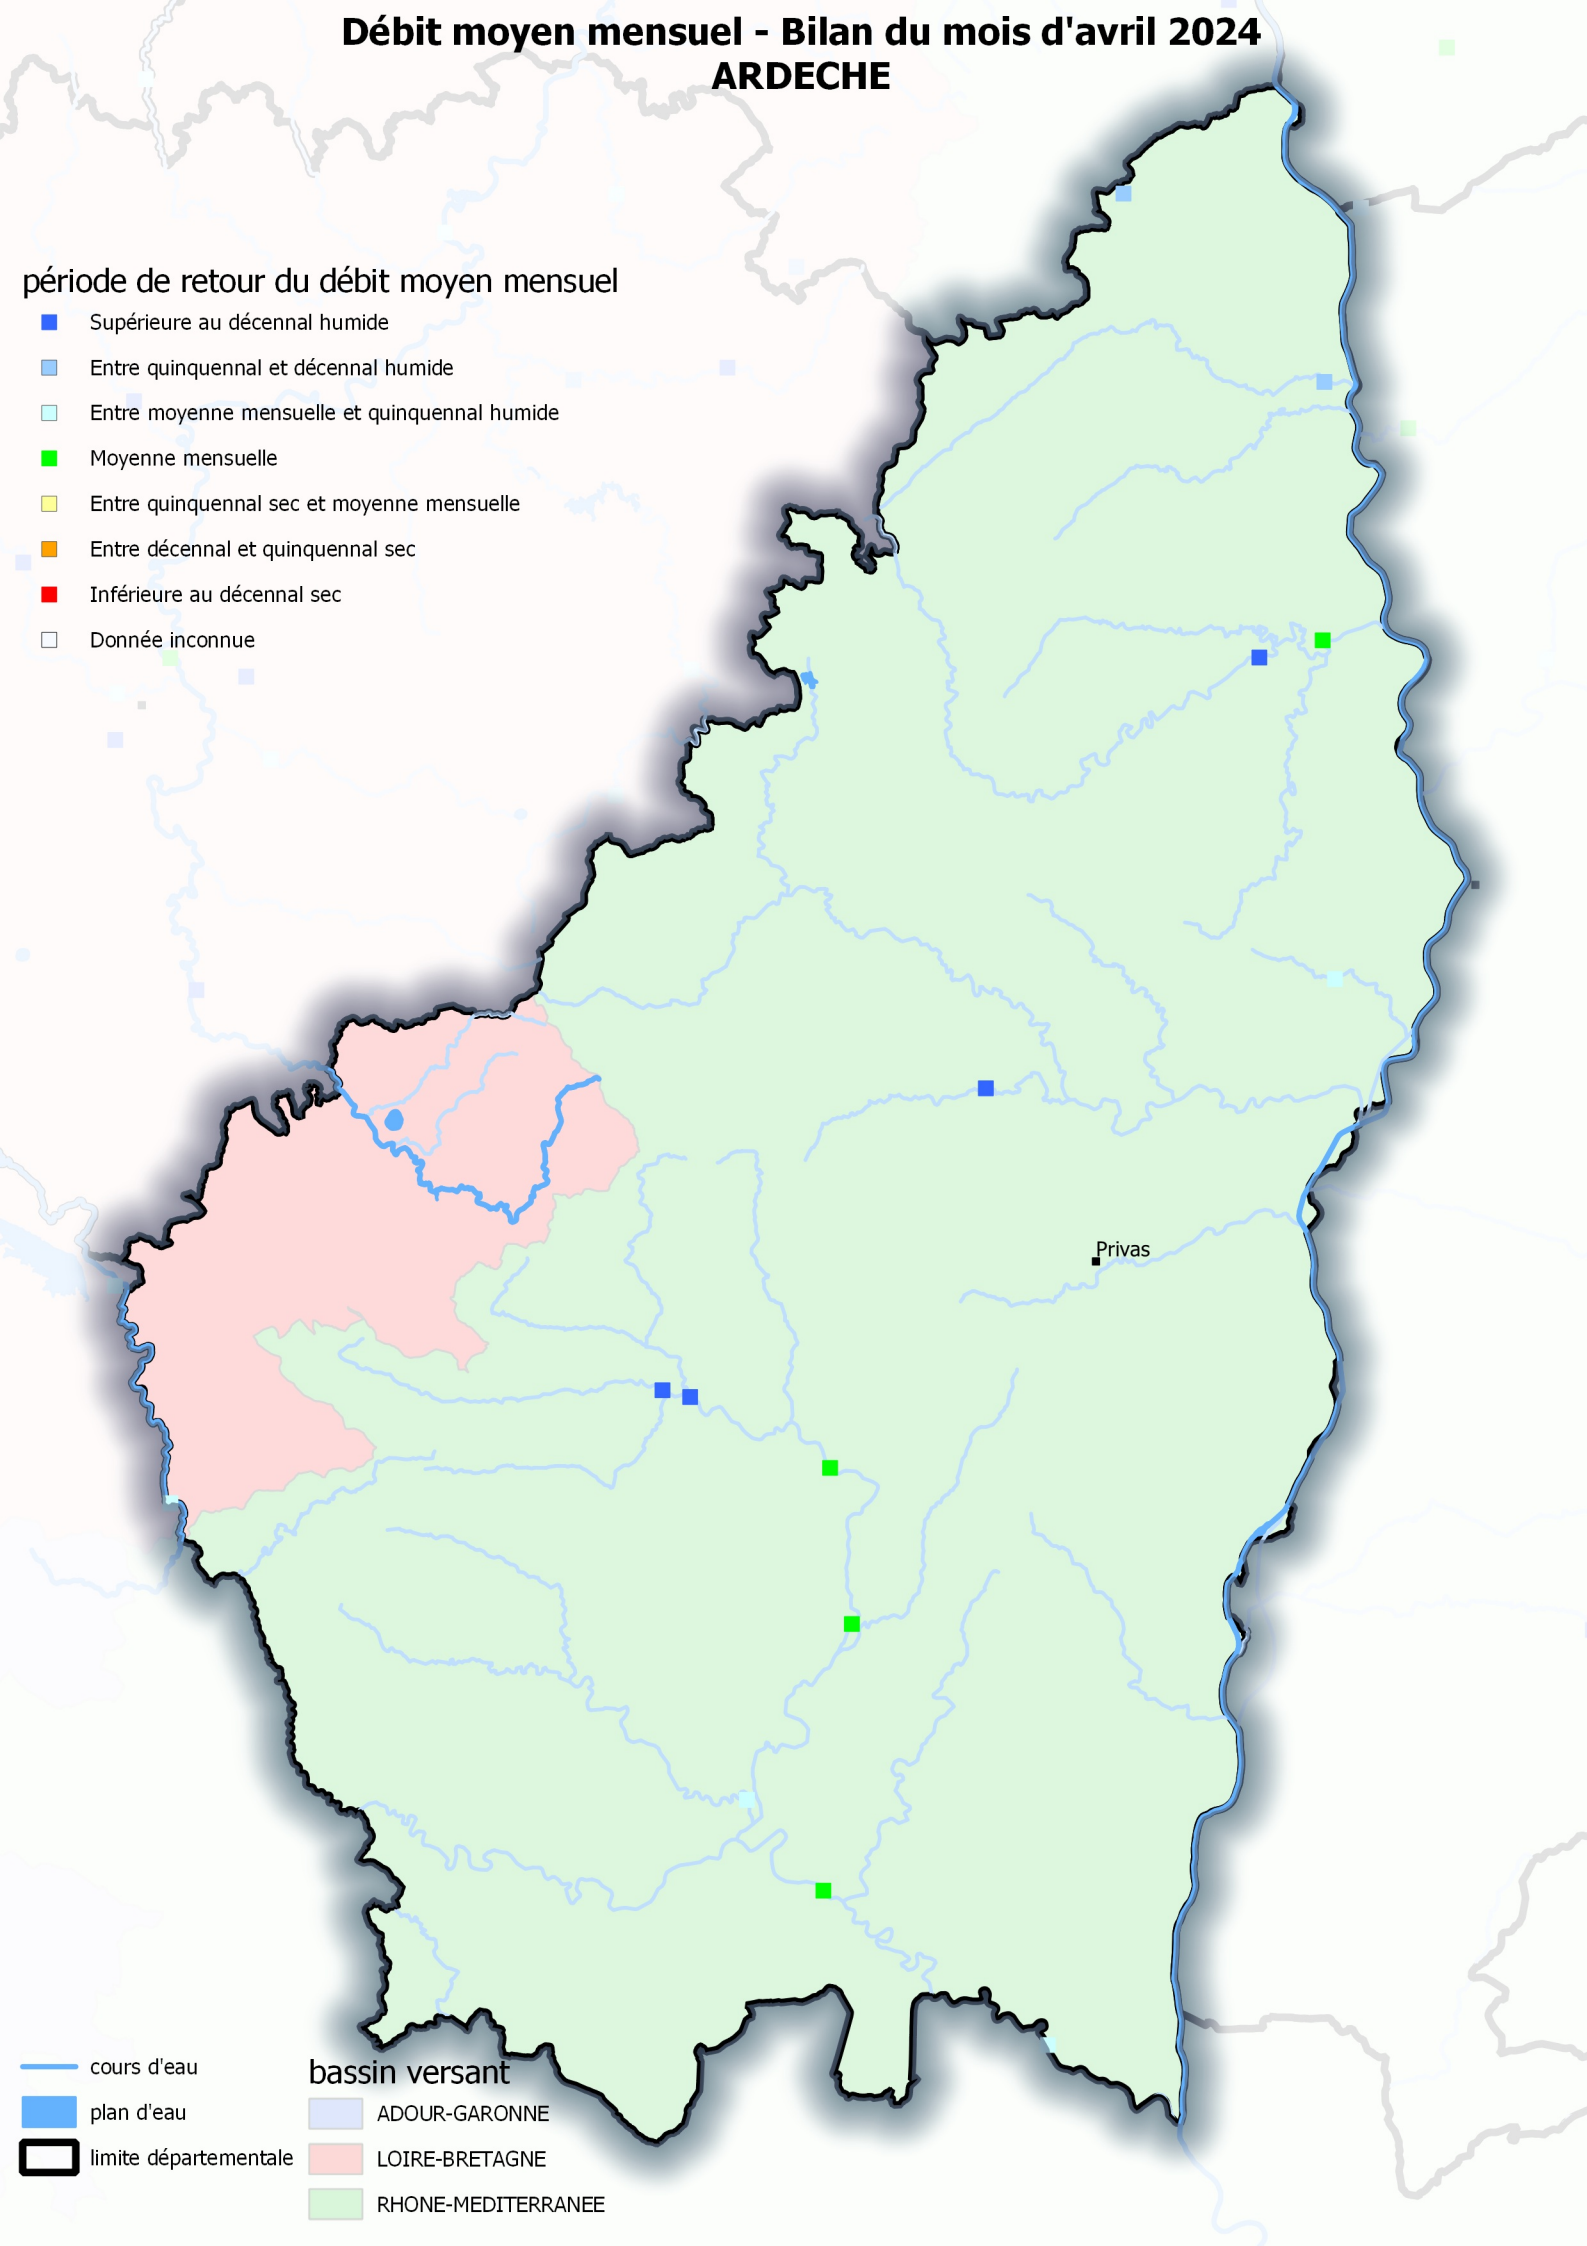 Débit moyen mensuel - Bilan du mois d'avril 2024
ARDECHE
période de retour du débit moyen mensuel
Supérieure au décennal humide
Entre quinquennal et décennal humide
Entre moyenne mensuelle et quinquennal humide
Moyenne mensuelle
Entre quinquennal sec et moyenne mensuelle
Entre décennal et quinquennal sec
Inférieure au décennal sec
Donnée inconnue
Privas
cours d'eau
plan d'eau
limite départementale
bassin versant
ADOUR-GARONNE
LOIRE-BRETAGNE
RHONE-MEDITERRANEE